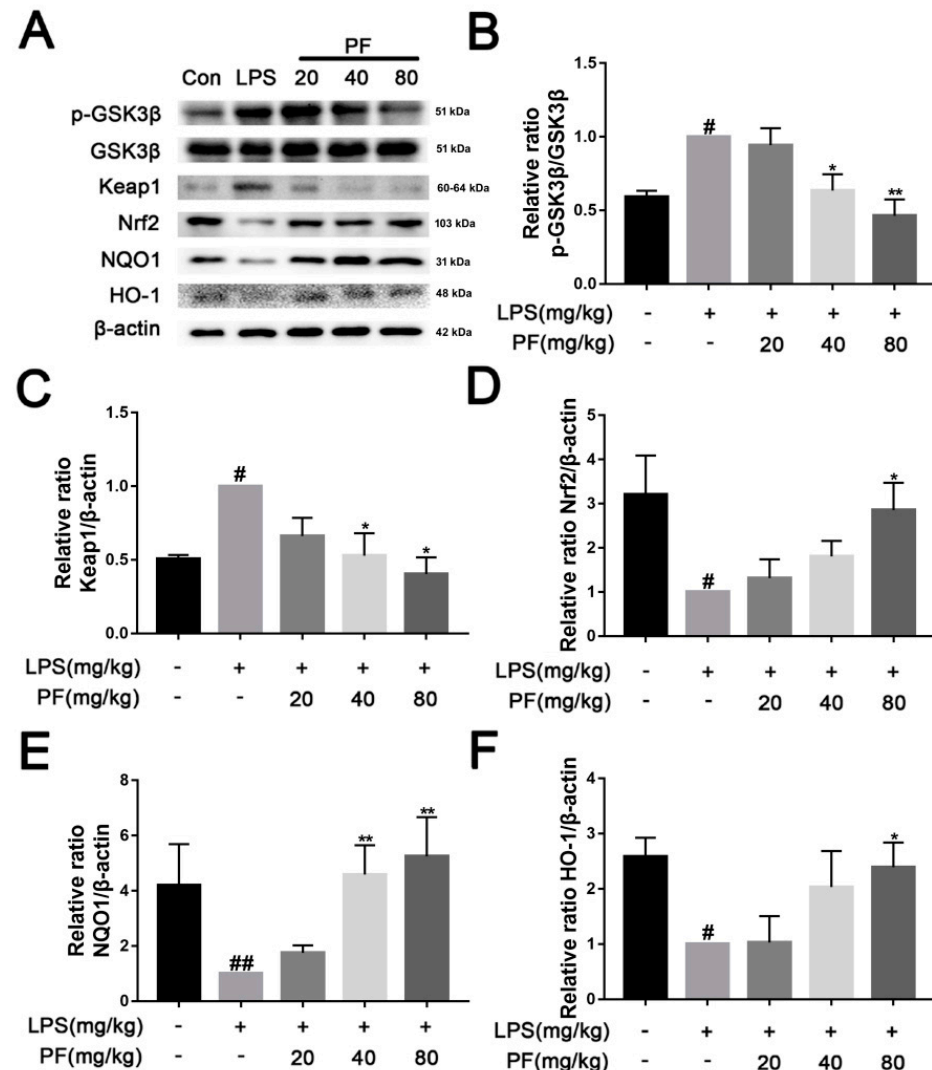 A
PF
Con LPS 20 40 80
p-GSK3β 51 kDa
GSK3β 51 kDa
Keap1 60-64 kDa
Nrf2 103 kDa
NQO1 31 kDa
HO-1 48 kDa
β-actin 42 kDa
B
Relative ratio
p-GSK3β/GSK3β
1.5
1.0
0.5
0.0
#
*
**
LPS(mg/kg) - + + + +
PF(mg/kg) - - 20 40 80
C
Relative ratio
Keap1/β-actin
1.5
1.0
0.5
0.0
#
*
*
LPS(mg/kg) - + + + +
PF(mg/kg) - - 20 40 80
D
Relative ratio Nrf2/β-actin
5
4
3
2
1
0
#
*
LPS(mg/kg) - + + + +
PF(mg/kg) - - 20 40 80
E
Relative ratio
NQO1/β-actin
8
6
4
2
0
##
**
**
LPS(mg/kg) - + + + +
PF(mg/kg) - - 20 40 80
F
Relative ratio HO-1/β-actin
4
3
2
1
0
#
*
LPS(mg/kg) - + + + +
PF(mg/kg) - - 20 40 80